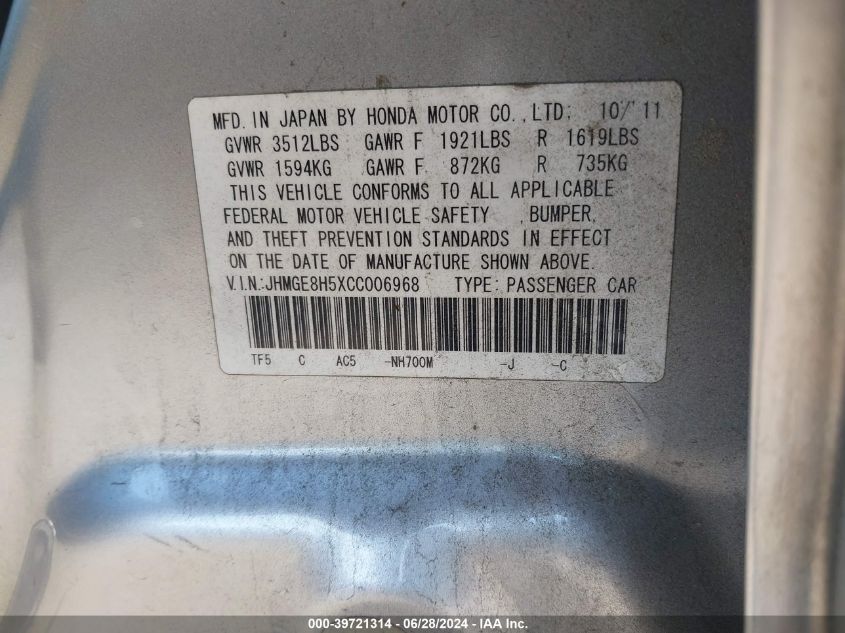 MFD. IN JAPAN BY HONDA MOTOR CO., LTD. 10/'11
GVWR 3512LBS GAWR F 1921LBS R 1619LBS
GVWR 1594KG GAWR F 872KG R 735KG
THIS VEHICLE CONFORMS TO ALL APPLICABLE
FEDERAL MOTOR VEHICLE SAFETY , BUMPER,
AND THEFT PREVENTION STANDARDS IN EFFECT
ON THE DATE OF MANUFACTURE SHOWN ABOVE.
V.I.N.:JHMGE8H5XCC006968 TYPE: PASSENGER CAR
TF5 C AC5 -NH700M -J -C
000-39721314 - 06/28/2024 - IAA Inc.